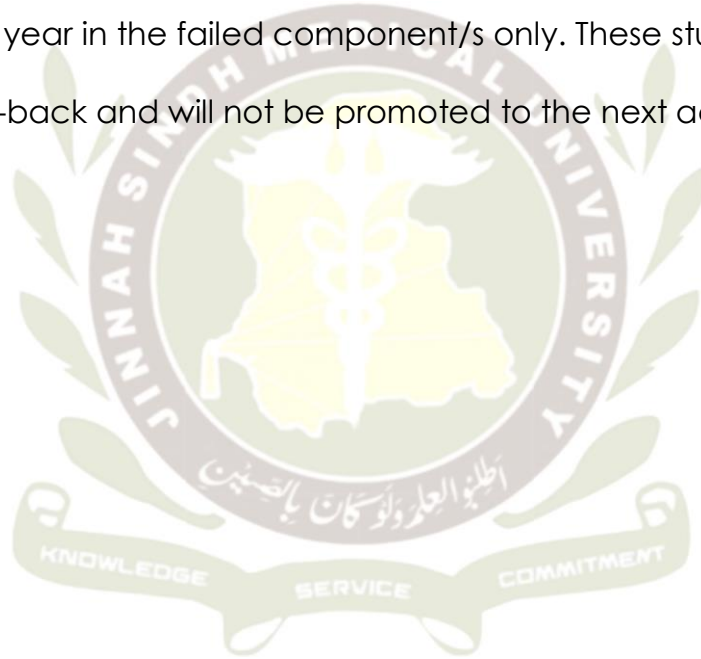 year in the failed component/s only. These stu
-back and will not be promoted to the next a
JINNAH SINDH MEDICAL UNIVERSITY
اطلبوا العلم ولو كان بالصين
KNOWLEDGE SERVICE COMMITMENT